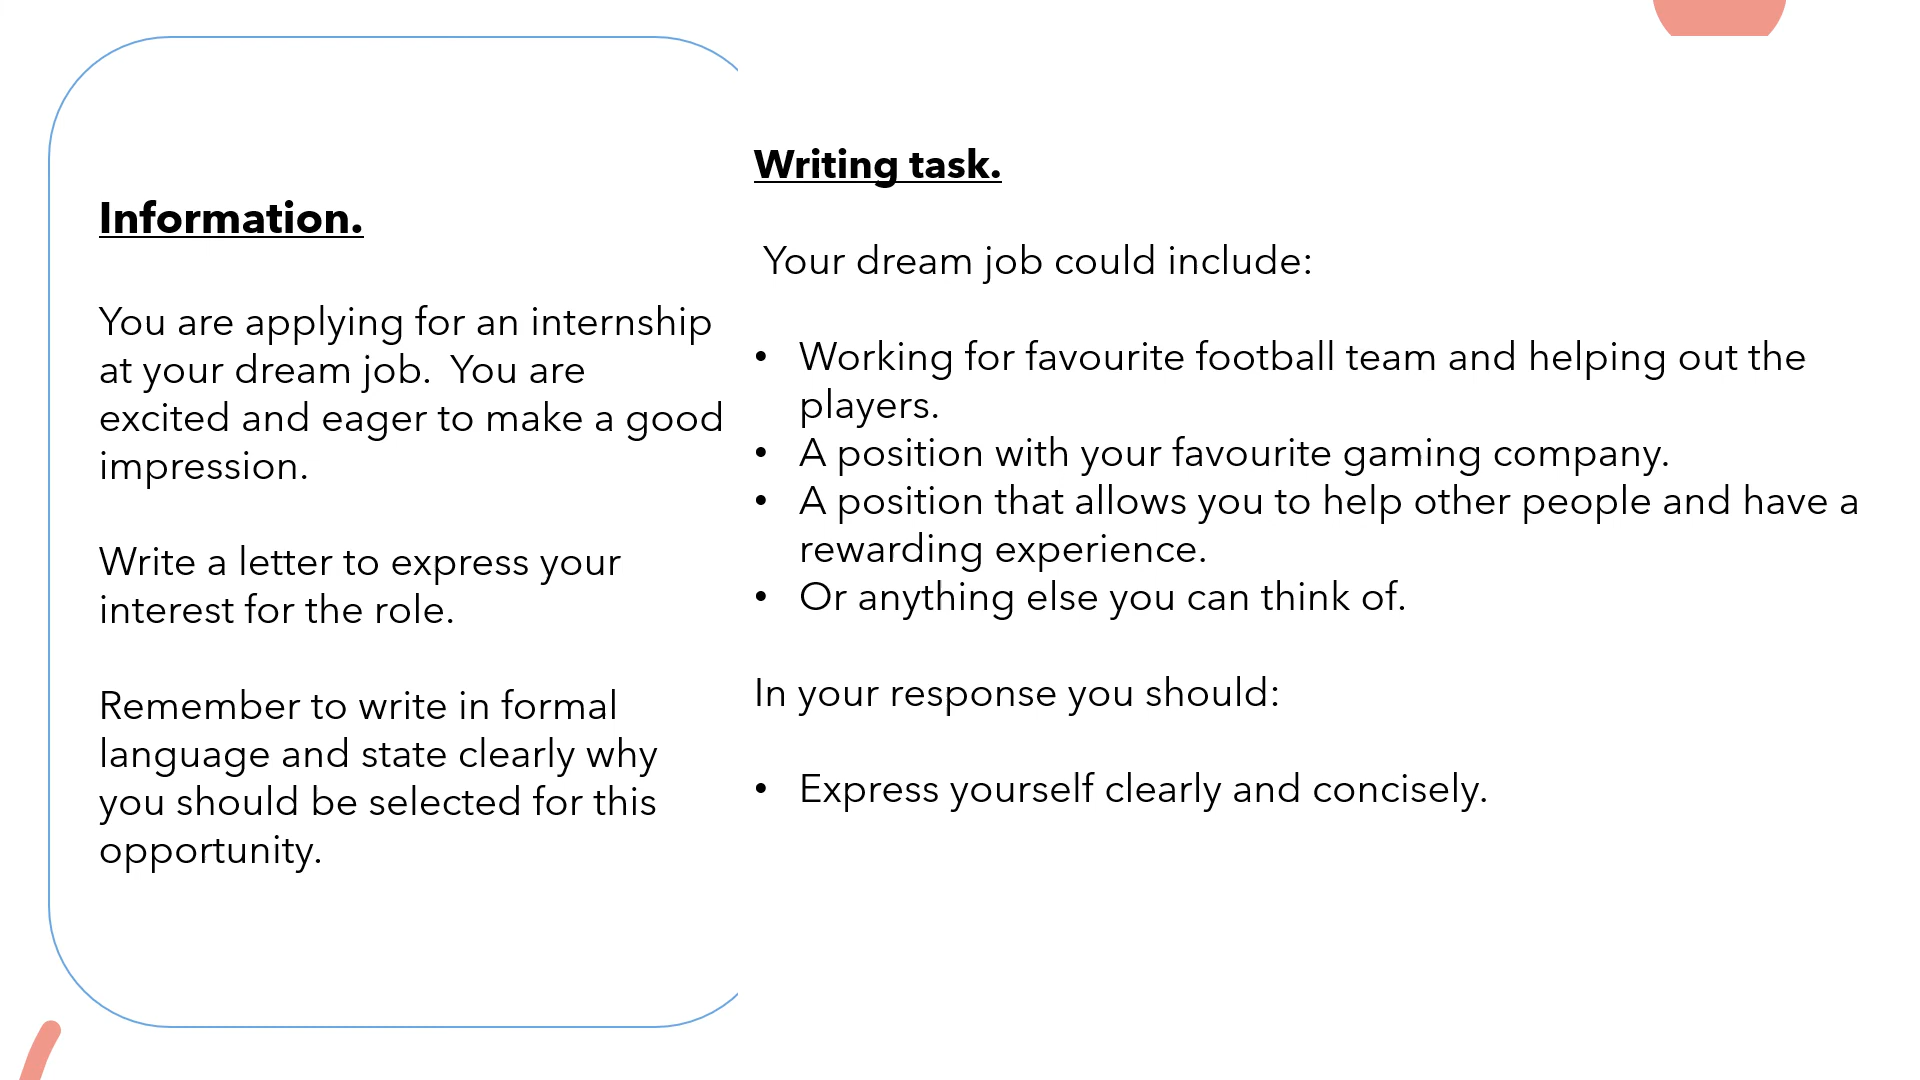 Information.
You are applying for an internship
at your dream job.  You are
excited and eager to make a good
impression.
Write a letter to express your
interest for the role.
Remember to write in formal
language and state clearly why
you should be selected for this
opportunity.
Writing task.
Your dream job could include:
• Working for favourite football team and helping out the
players.
• A position with your favourite gaming company.
• A position that allows you to help other people and have a
rewarding experience.
• Or anything else you can think of.
In your response you should:
• Express yourself clearly and concisely.